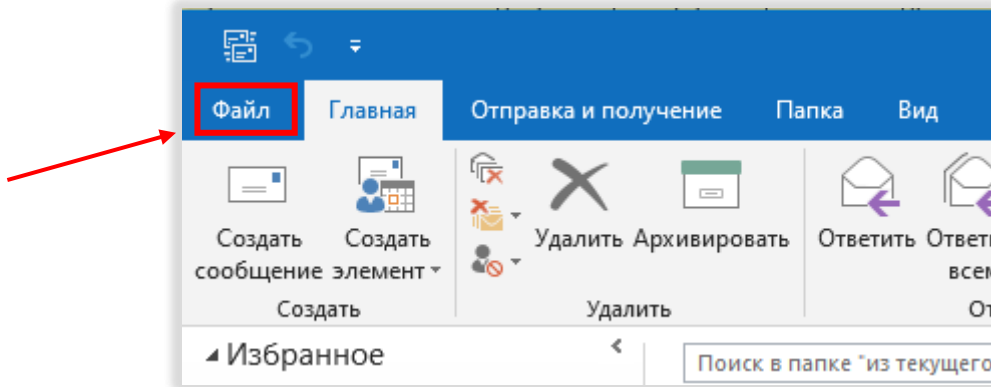 Файл Главная Отправка и получение Папка Вид
Создать Создать Удалить Архивировать Ответить
сообщение элемент
Создать Удалить
Избранное
Поиск в папке "из текущего